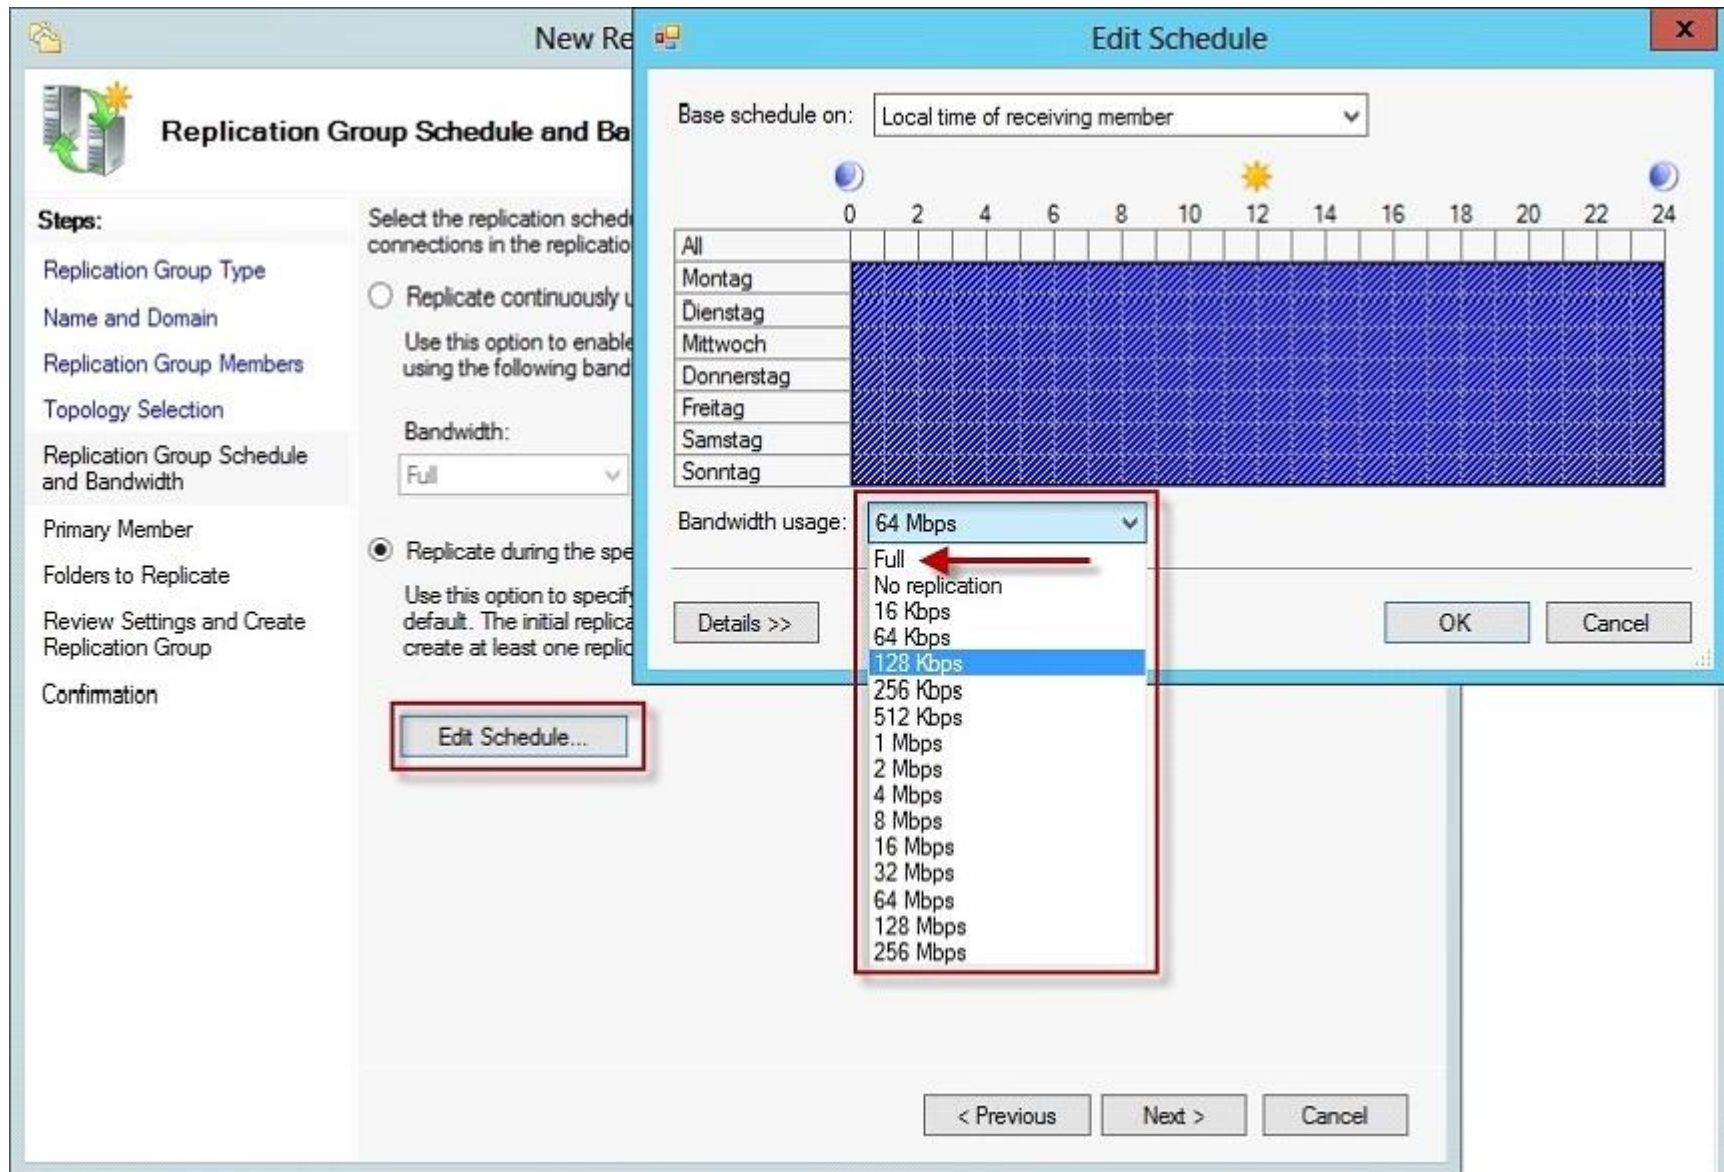 New Re
Replication Group Schedule and Ba
Steps:
Replication Group Type
Name and Domain
Replication Group Members
Topology Selection
Replication Group Schedule
and Bandwidth
Primary Member
Folders to Replicate
Review Settings and Create
Replication Group
Confirmation
Select the replication sched
connections in the replicatio
Replicate continuously u
Use this option to enable
using the following band
Bandwidth:
Full
Replicate during the spe
Use this option to specify
default. The initial replica
create at least one replic
Edit Schedule...
< Previous
Next >
Cancel
Edit Schedule
x
Base schedule on:
Local time of receiving member
0 2 4 6 8 10 12 14 16 18 20 22 24
All
Montag
Dienstag
Mittwoch
Donnerstag
Freitag
Samstag
Sonntag
Bandwidth usage:
64 Mbps
Full
No replication
16 Kbps
64 Kbps
128 Kbps
256 Kbps
512 Kbps
1 Mbps
2 Mbps
4 Mbps
8 Mbps
16 Mbps
32 Mbps
64 Mbps
128 Mbps
256 Mbps
Details >>
OK
Cancel